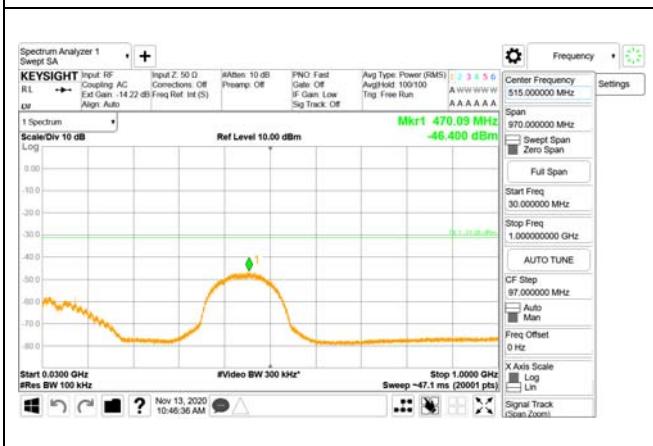 Spectrum Analyzer 1
Swept SA
+
Frequency
KEYSIGHT
RL
Input: RF
Coupling: AC
Ext Gain: -14.22 dB
Align: Auto
Input Z: 50 Ω
Corrections: Off
Freq Ref: Int (S)
#Atten: 10 dB
Preamp: Off
PNO: Fast
Gate: Off
IF Gain: Low
Sig Track: Off
Avg Type: Power (RMS)
Avg|Hold: 100/100
Trig: Free Run
1 2 3 4 5 6
A W W W W W
A A A A A A
1 Spectrum
Scale/Div 10 dB
Log
Ref Level 10.00 dBm
Mkr1 470.09 MHz
-46.400 dBm
0.00
-10.0
-20.0
-30.0
-40.0
-50.0
-60.0
-70.0
-80.0
1
Start 0.0300 GHz
#Res BW 100 kHz
#Video BW 300 kHz*
Stop 1.0000 GHz
Sweep ~47.1 ms (20001 pts)
?
Nov 13, 2020
10:46:36 AM
Center Frequency
515.000000 MHz
Settings
Span
970.000000 MHz
Swept Span
Zero Span
Full Span
Start Freq
30.000000 MHz
Stop Freq
1.000000000 GHz
AUTO TUNE
CF Step
97.000000 MHz
Auto
Man
Freq Offset
0 Hz
X Axis Scale
Log
Lin
Signal Track
(Span Zoom)